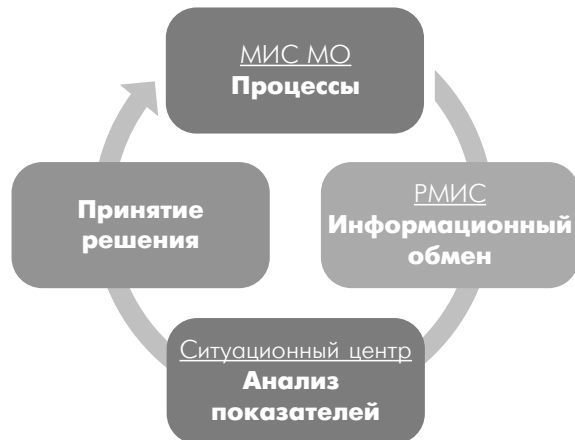 МИС МО
Процессы
РМИС
Информационный
обмен
Ситуационный центр
Анализ
показателей
Принятие
решения